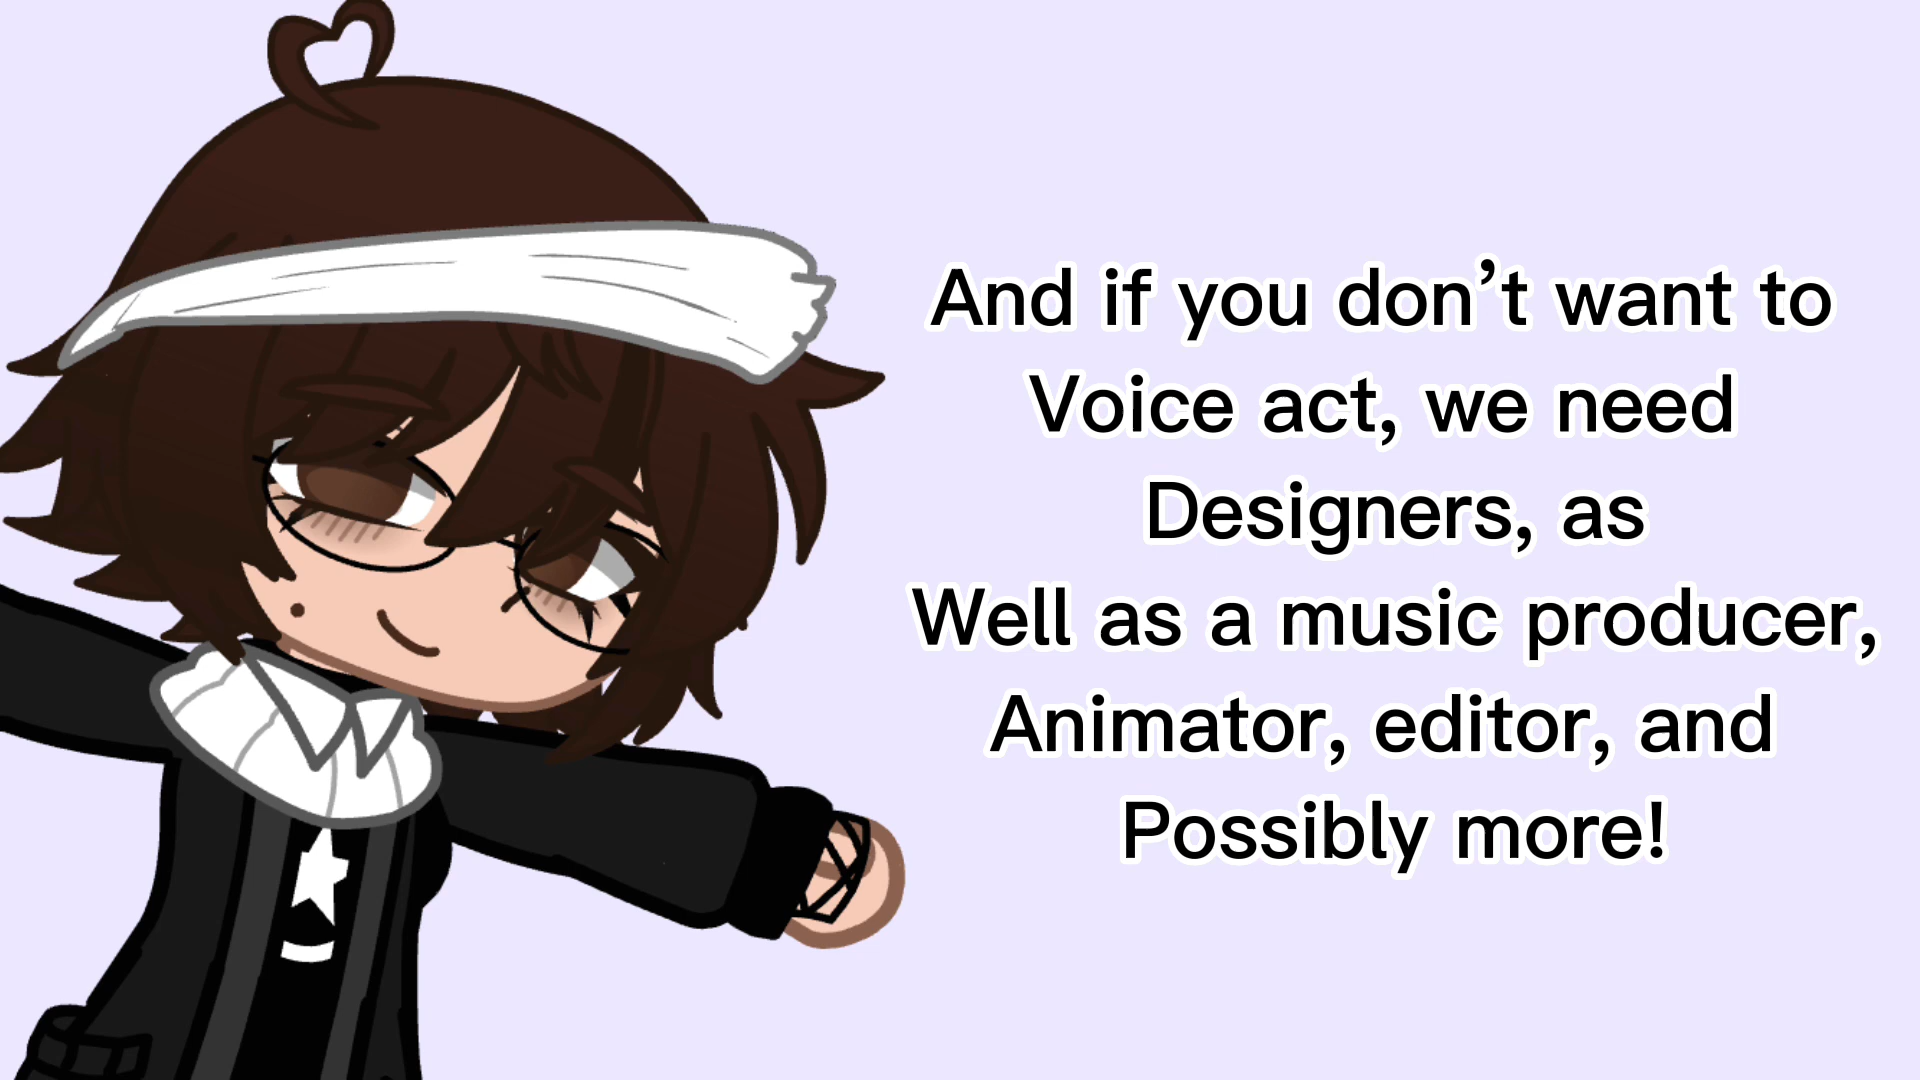 And if you don’t want to
Voice act, we need
Designers, as
Well as a music producer,
Animator, editor, and
Possibly more!